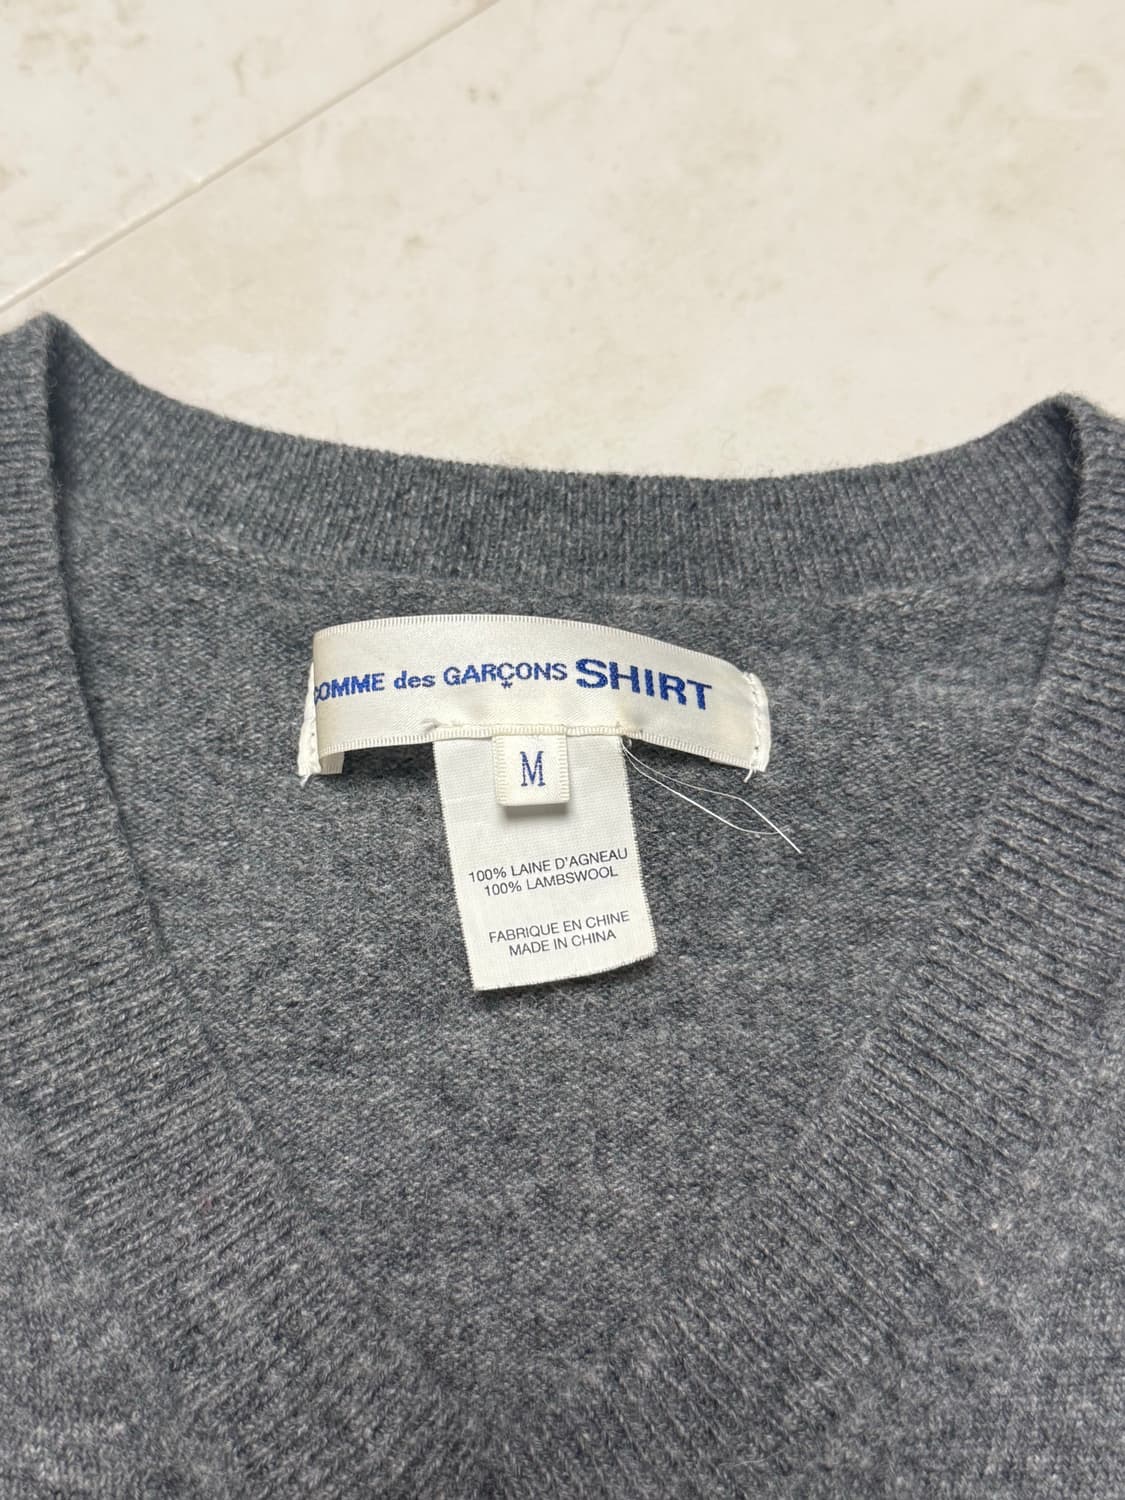 COMME des GARÇONS SHIRT
M
100% LAINE D'AGNEAU
100% LAMBSWOOL
FABRIQUE EN CHINE
MADE IN CHINA